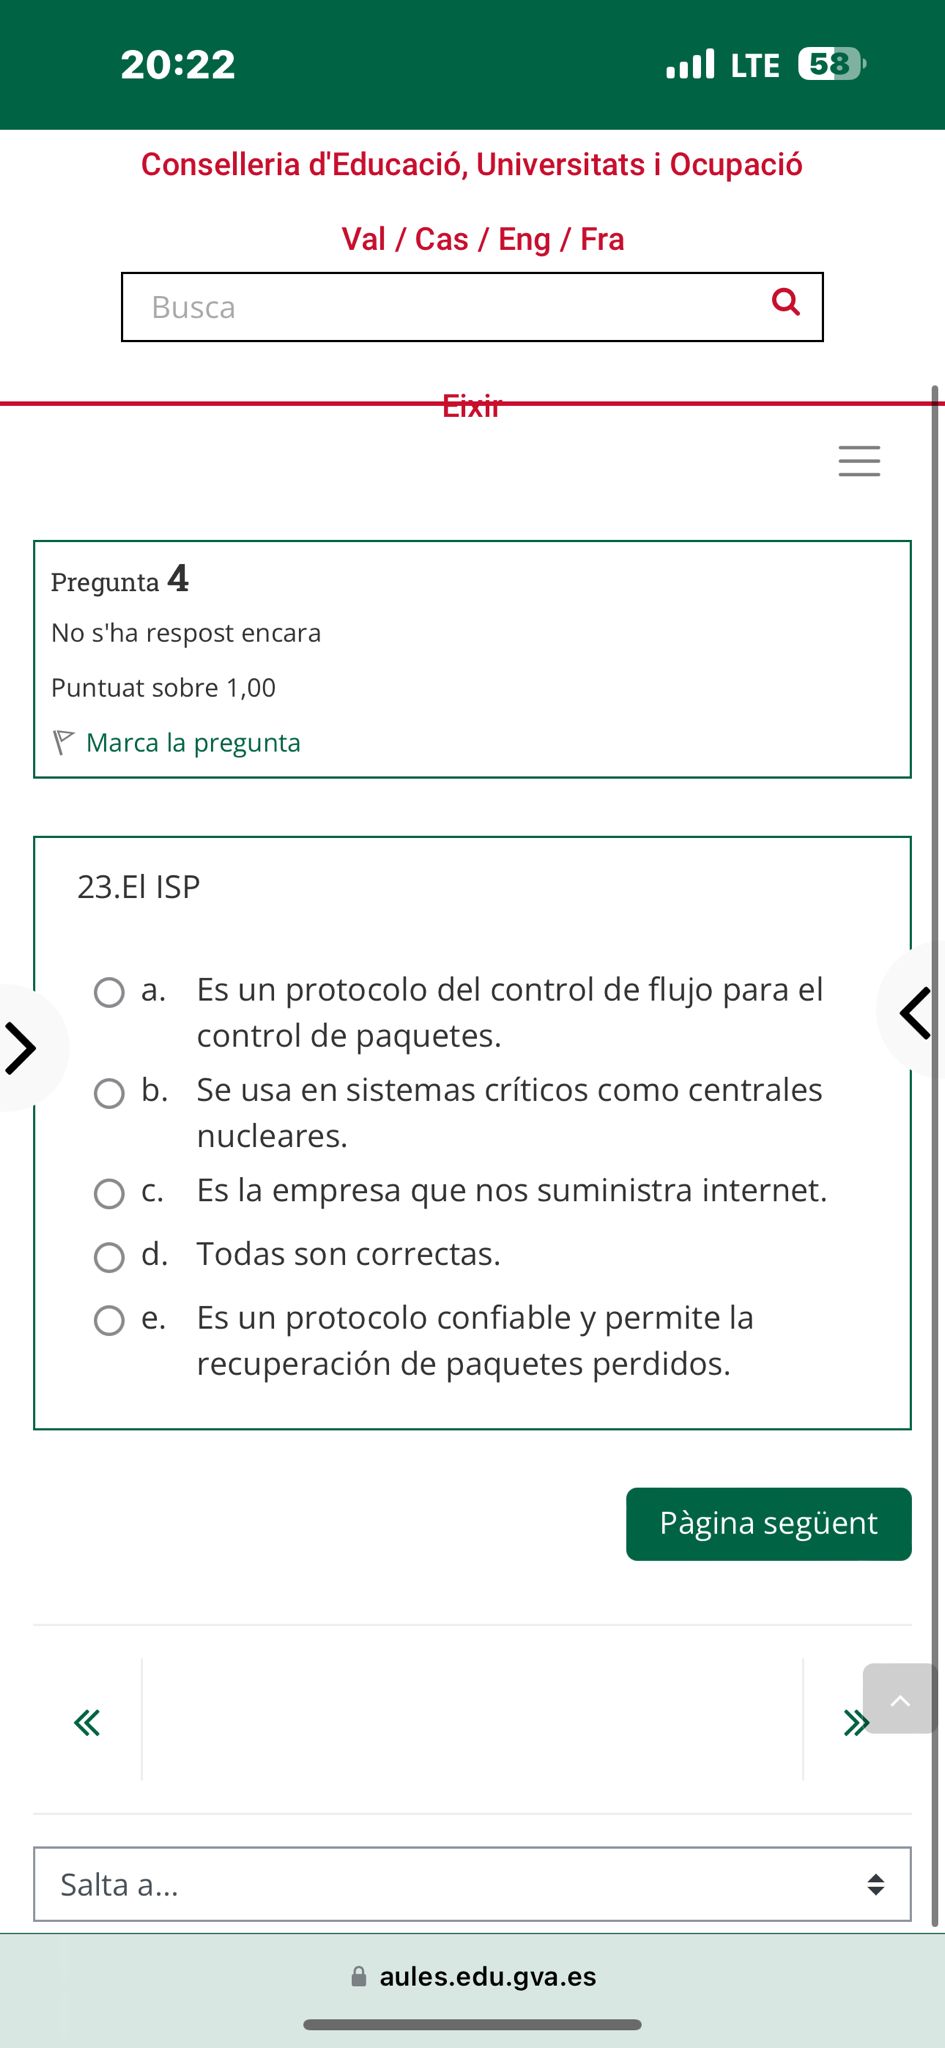 20:22
LTE
58
Conselleria d'Educació, Universitats i Ocupació
Val / Cas / Eng / Fra
Busca
Eixir
Pregunta 4
No s'ha respost encara
Puntuat sobre 1,00
Marca la pregunta
23.El ISP
a. Es un protocolo del control de flujo para el
control de paquetes.
b. Se usa en sistemas críticos como centrales
nucleares.
c. Es la empresa que nos suministra internet.
d. Todas son correctas.
e. Es un protocolo confiable y permite la
recuperación de paquetes perdidos.
Pàgina següent
Salta a...
aules.edu.gva.es